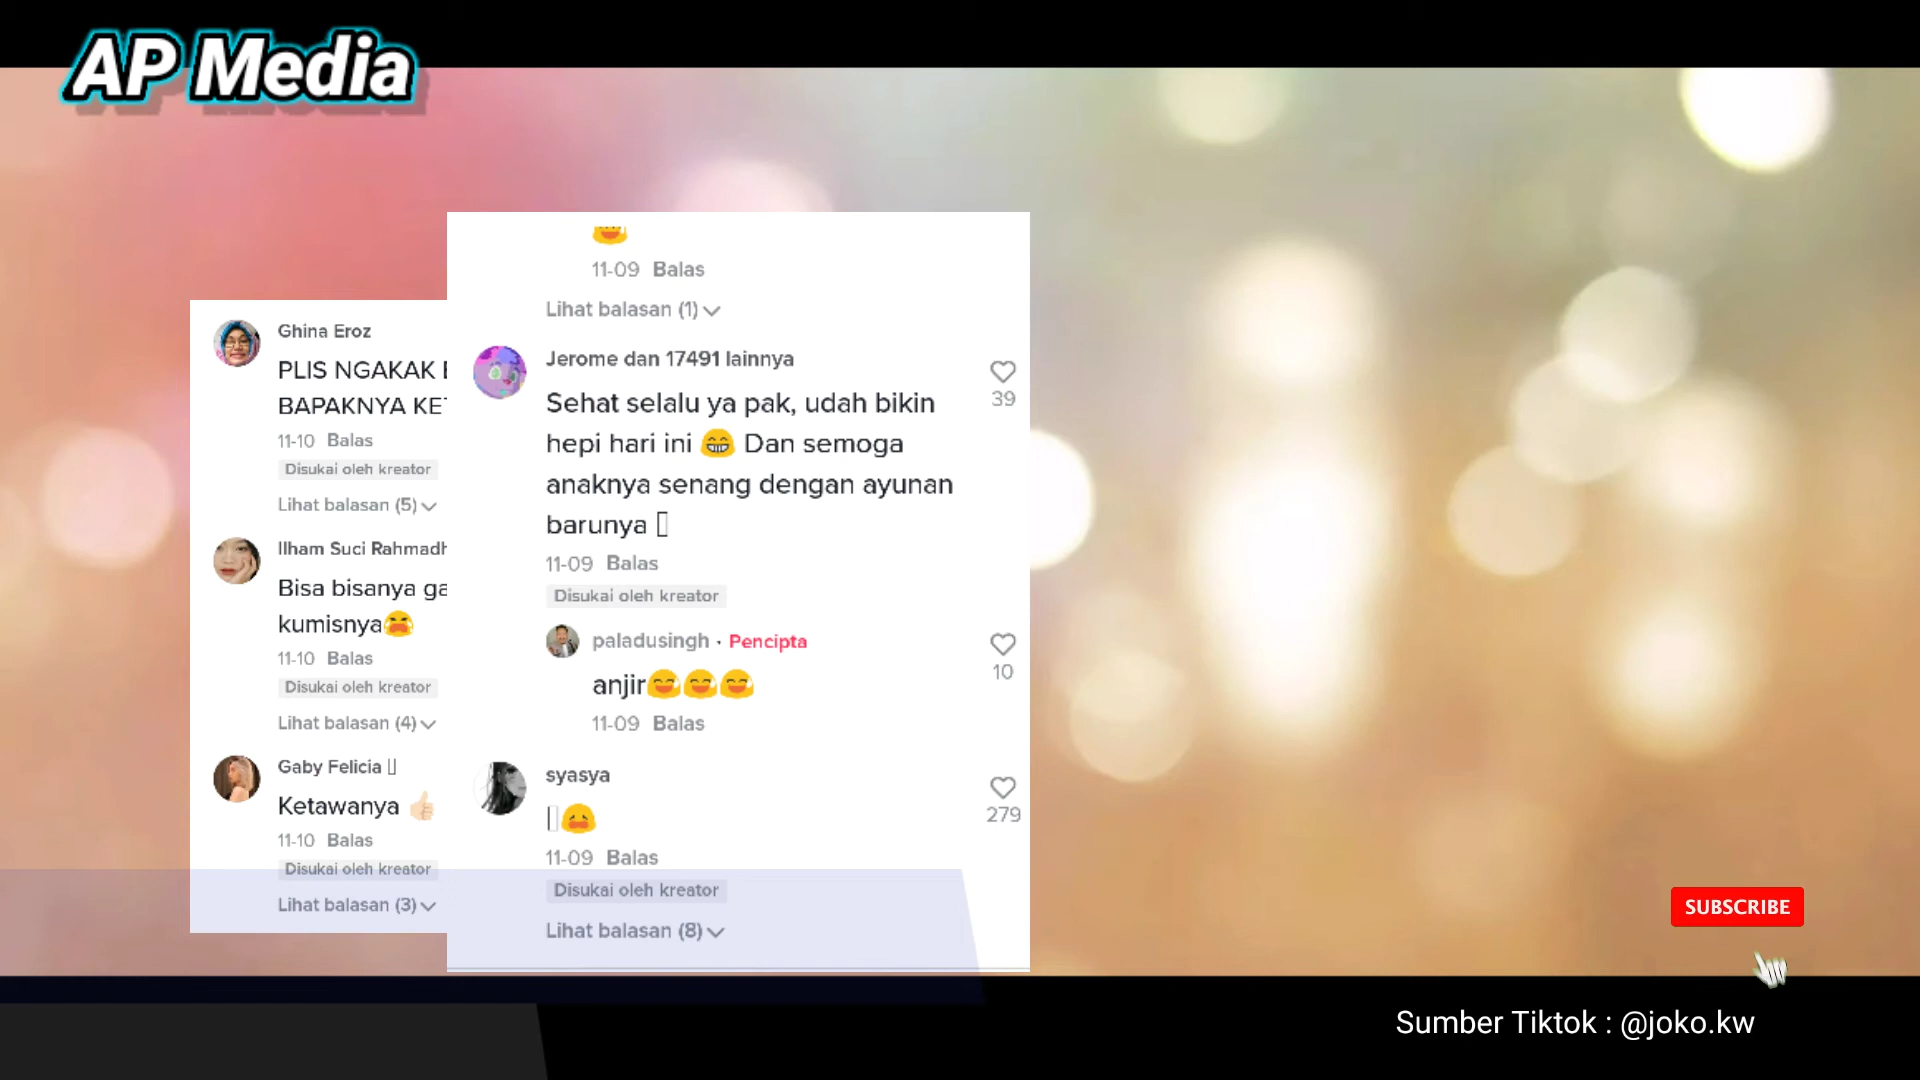 AP Media
Ghina Eroz
PLIS NGAKAK
BAPAKNYA
11-10 Balas
Disukai oleh kreator
Lihat balasan (5)
Ilham Suci
Bisa bisanya
kumisnya😭
11-10 Balas
Disukai oleh kreator
Lihat balasan (4)
Gaby Felicia
Ketawanya 👍🏻
11-10 Balas
Disukai oleh kreator
Lihat balasan (3)
11-09 Balas
Lihat balasan (1)
Jerome dan 17491 lainnya
39
Sehat selalu ya pak, udah bikin
hepi hari ini 😁 Dan semoga
anaknya senang dengan ayunan
barunya
11-09 Balas
Disukai oleh kreator
paladusingh · Pencipta
10
anjir😅😅😅
11-09 Balas
syasya
279
11-09 Balas
Disukai oleh kreator
Lihat balasan (8)
SUBSCRIBE
Sumber Tiktok : @joko.kw